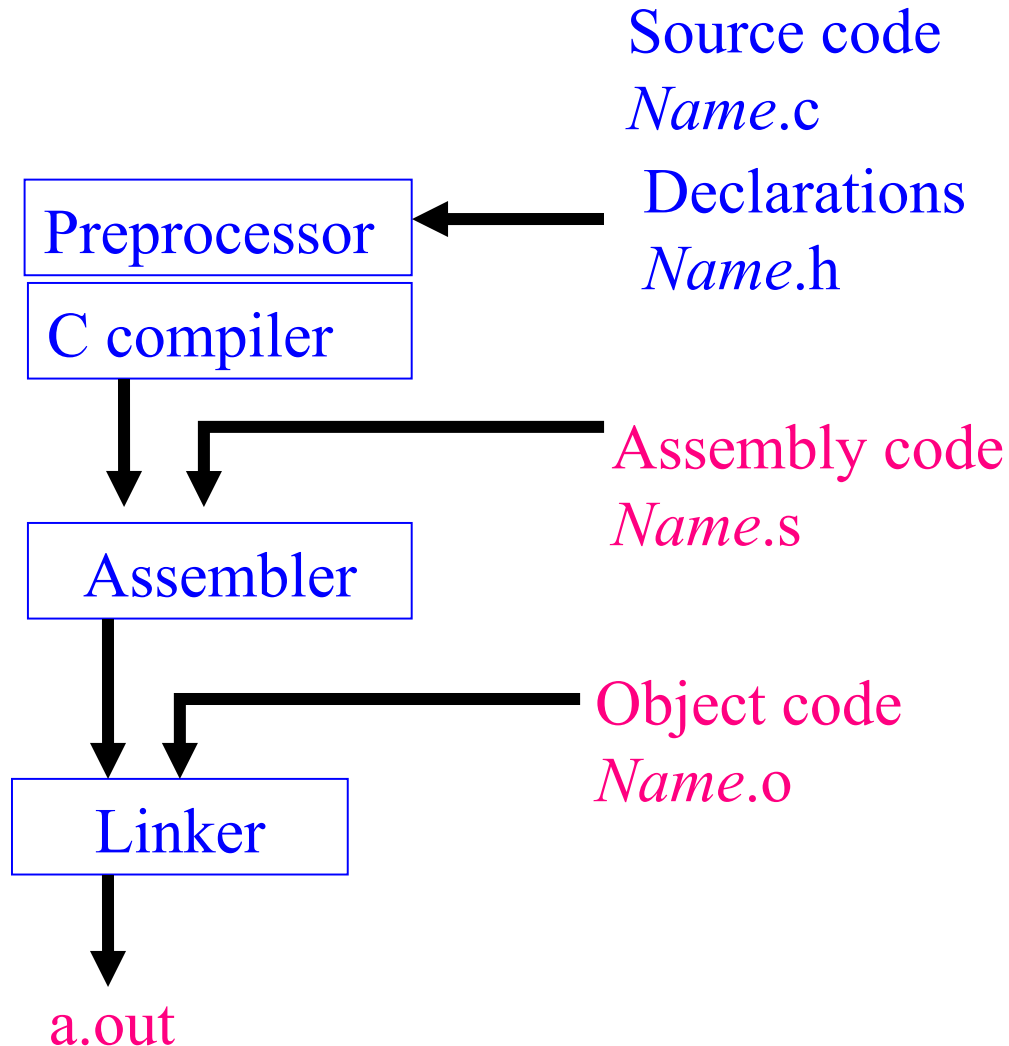 Source code
Name.c
Declarations
Name.h
Preprocessor
C compiler
Assembly code
Name.s
Assembler
Object code
Name.o
Linker
a.out